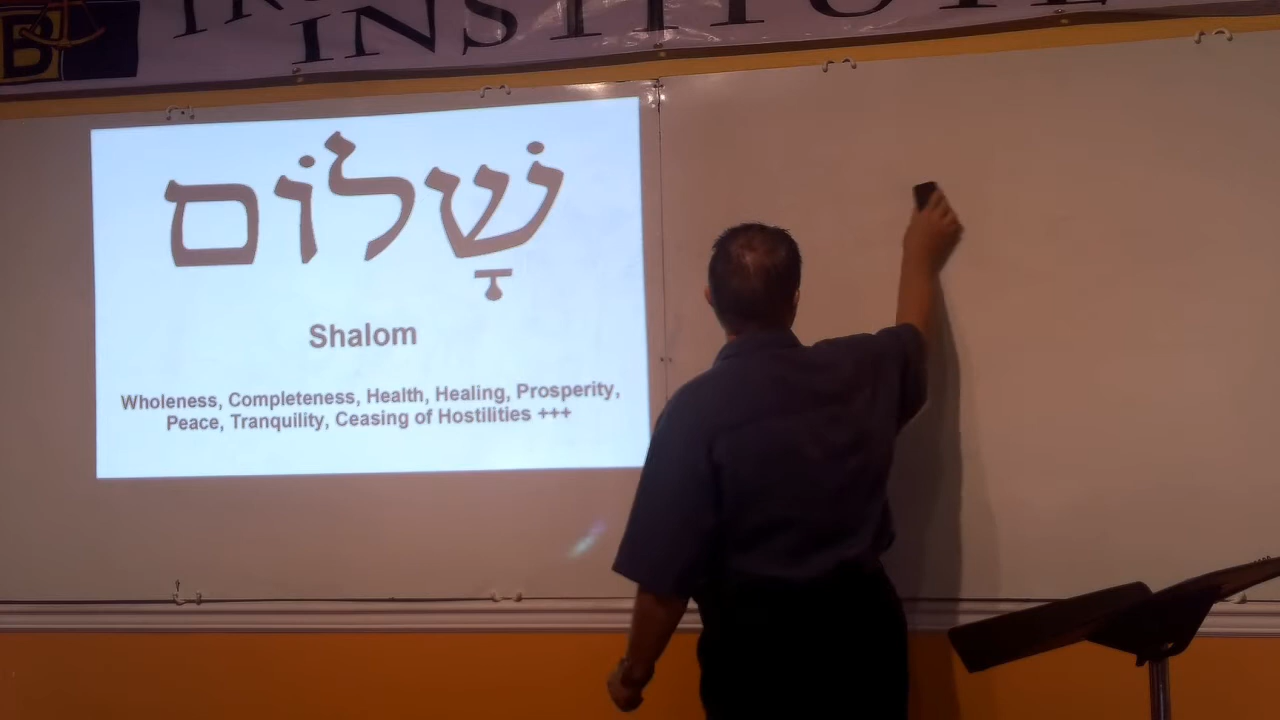 INSTITUTE
B
שָׁלוֹם
Shalom
Wholeness, Completeness, Health, Healing, Prosperity,
Peace, Tranquility, Ceasing of Hostilities +++